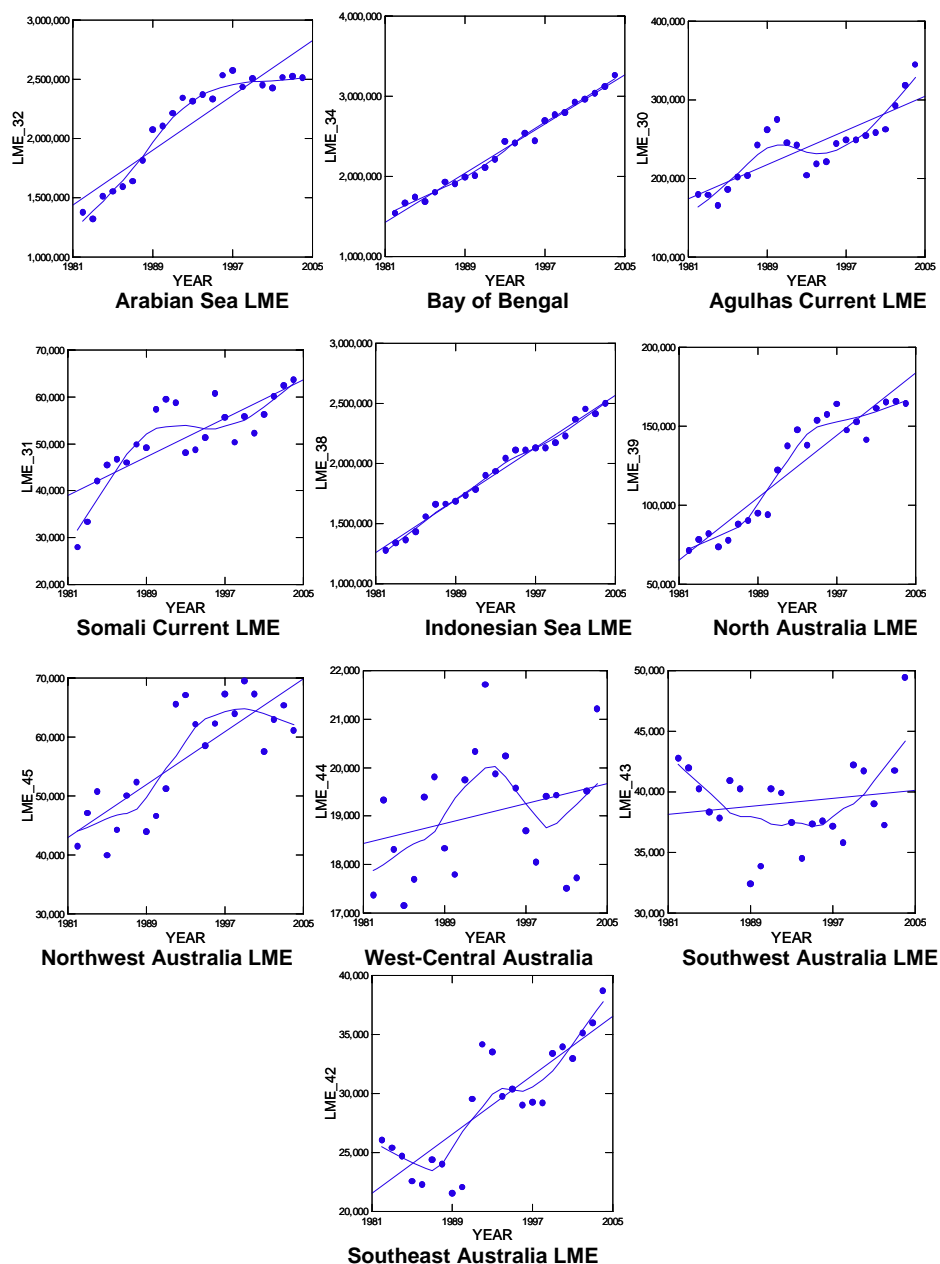 3,000,000
2,500,000
2,000,000
1,500,000
1,000,000
LME_32
1981 1989 1997 2005
YEAR
Arabian Sea LME
4,000,000
3,000,000
2,000,000
1,000,000
LME_34
1981 1989 1997 2005
YEAR
Bay of Bengal
400,000
300,000
200,000
100,000
LME_30
1981 1989 1997 2005
YEAR
Agulhas Current LME
70,000
60,000
50,000
40,000
30,000
20,000
LME_31
1981 1989 1997 2005
YEAR
Somali Current LME
3,000,000
2,500,000
2,000,000
1,500,000
1,000,000
LME_38
1981 1989 1997 2005
YEAR
Indonesian Sea LME
200,000
150,000
100,000
50,000
LME_39
1981 1989 1997 2005
YEAR
North Australia LME
70,000
60,000
50,000
40,000
30,000
LME_45
1981 1989 1997 2005
YEAR
Northwest Australia LME
22,000
21,000
20,000
19,000
18,000
17,000
LME_44
1981 1989 1997 2005
YEAR
West-Central Australia
50,000
45,000
40,000
35,000
30,000
LME_43
1981 1989 1997 2005
YEAR
Southwest Australia LME
40,000
35,000
30,000
25,000
20,000
LME_42
1981 1989 1997 2005
YEAR
Southeast Australia LME